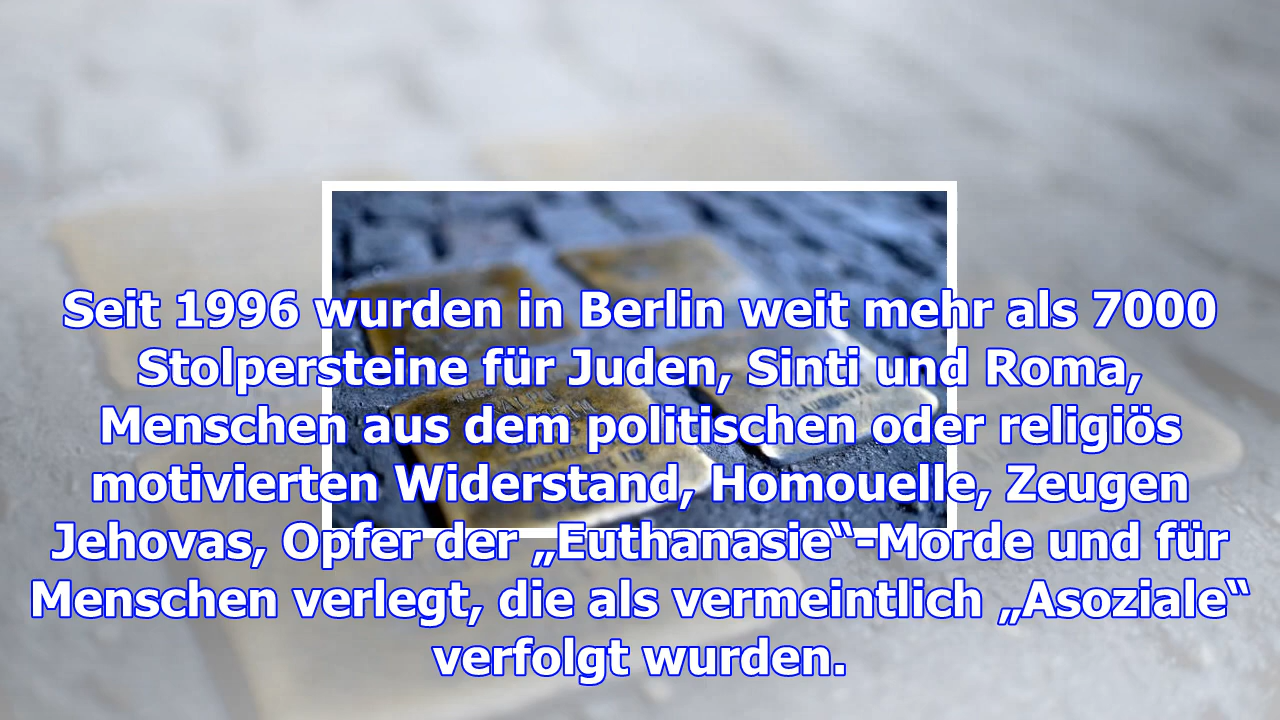 Seit 1996 wurden in Berlin weit mehr als 7000
Stolpersteine für Juden, Sinti und Roma,
Menschen aus dem politischen oder religiös
motivierten Widerstand, Homouelle, Zeugen
Jehovas, Opfer der „Euthanasie“-Morde und für
Menschen verlegt, die als vermeintlich „Asoziale“
verfolgt wurden.